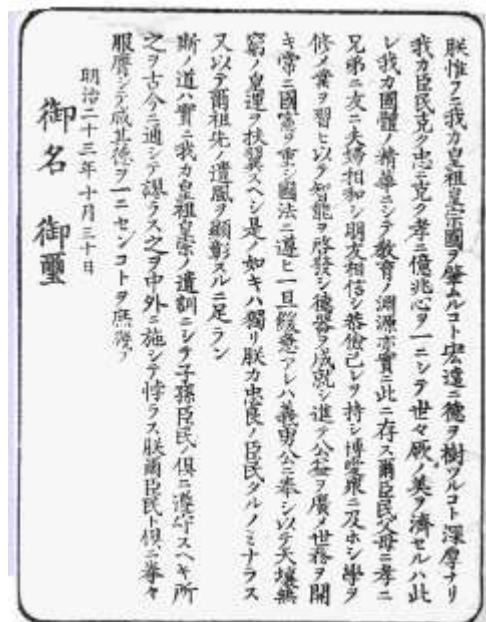 朕惟フニ我カ皇祖皇宗國ヲ肇ムルコト宏遠ニ德ヲ樹ツルコト深厚ナリ
我カ臣民克ク忠ニ克ク孝ニ億兆心ヲ一ニシテ世々厥ノ美ヲ濟セルハ此
レ我カ國體ノ精華ニシテ敎育ノ淵源亦實ニ此ニ存ス爾臣民父母ニ孝ニ
兄弟ニ友ニ夫婦相和シ朋友相信シ恭儉己レヲ持シ博愛衆ニ及ホシ學ヲ
修メ業ヲ習ヒ以テ智能ヲ啓發シ德器ヲ成就シ進テ公益ヲ廣メ世務ヲ開
キ常ニ國憲ヲ重シ國法ニ遵ヒ一旦緩急アレハ義勇公ニ奉シ以テ天壤無
窮ノ皇運ヲ扶翼スヘシ是ノ如キハ獨リ朕カ忠良ノ臣民タルノミナラス
又以テ爾祖先ノ遺風ヲ顯彰スルニ足ラン
斯ノ道ハ實ニ我カ皇祖皇宗ノ遺訓ニシテ子孫臣民ノ俱ニ遵守スヘキ所
之ヲ古今ニ通シテ謬ラス之ヲ中外ニ施シテ悖ラス朕爾臣民ト俱ニ拳々
服膺シテ咸其德ヲ一ニセンコトヲ庶幾フ
明治二十三年十月三十日
御名 御璽